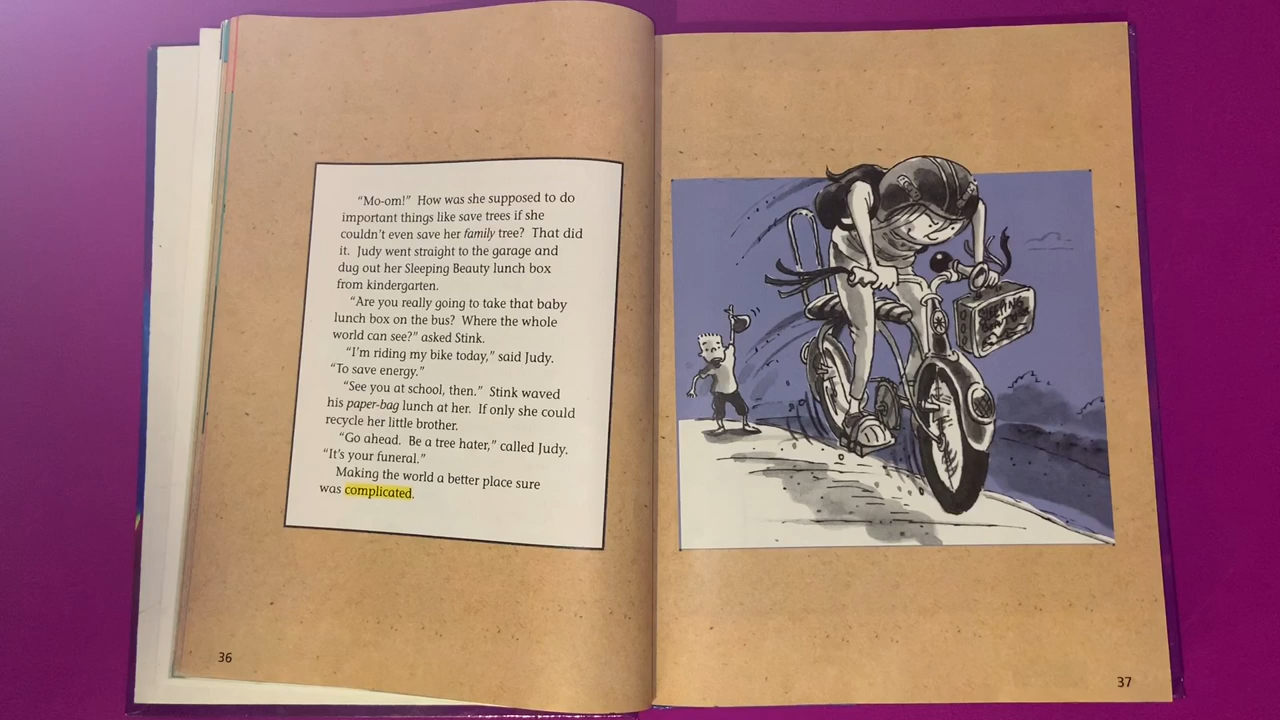 “Mo-om!” How was she supposed to do
important things like save trees if she
couldn’t even save her family tree? That did
it. Judy went straight to the garage and
dug out her Sleeping Beauty lunch box
from kindergarten.
“Are you really going to take that baby
lunch box on the bus? Where the whole
world can see?” asked Stink.
“I’m riding my bike today,” said Judy.
“To save energy.”
“See you at school, then.” Stink waved
his paper-bag lunch at her. If only she could
recycle her little brother.
“Go ahead. Be a tree hater,” called Judy.
“It’s your funeral.”
Making the world a better place sure
was complicated.
36
SLEEPING
37